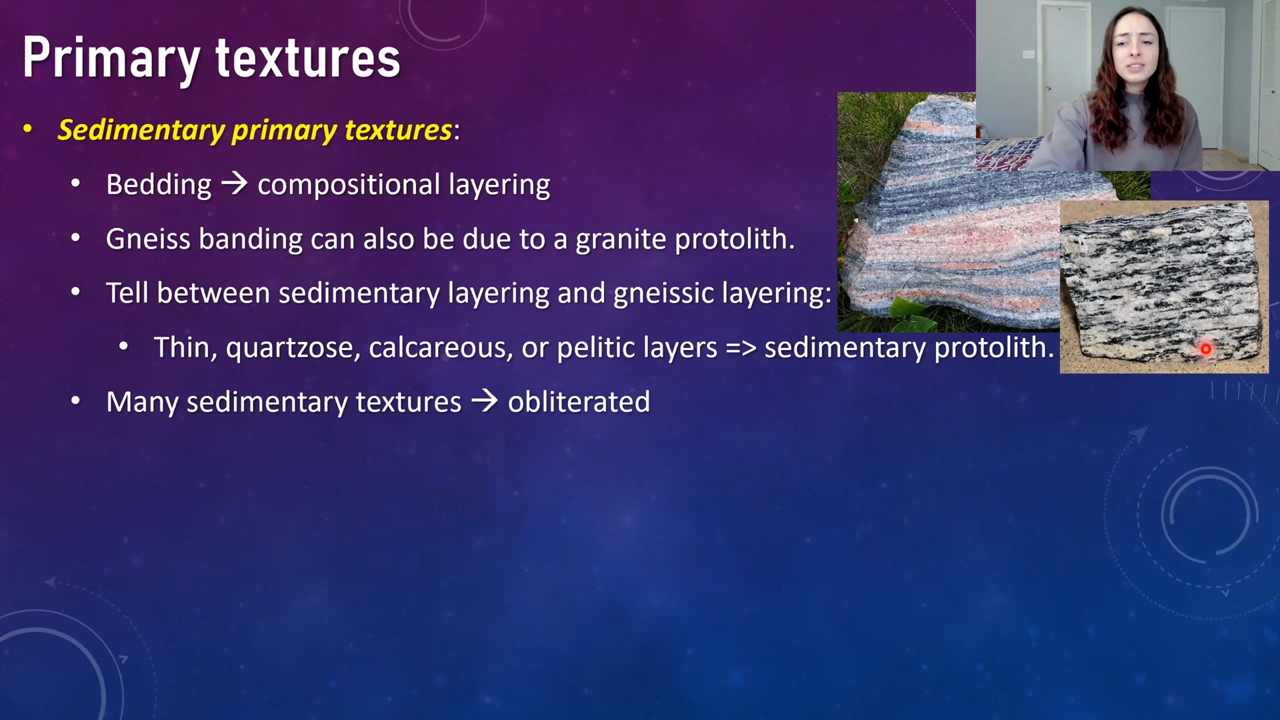 Primary textures
• Sedimentary primary textures:
• Bedding → compositional layering
• Gneiss banding can also be due to a granite protolith.
• Tell between sedimentary layering and gneissic layering:
• Thin, quartzose, calcareous, or pelitic layers => sedimentary protolith.
• Many sedimentary textures → obliterated